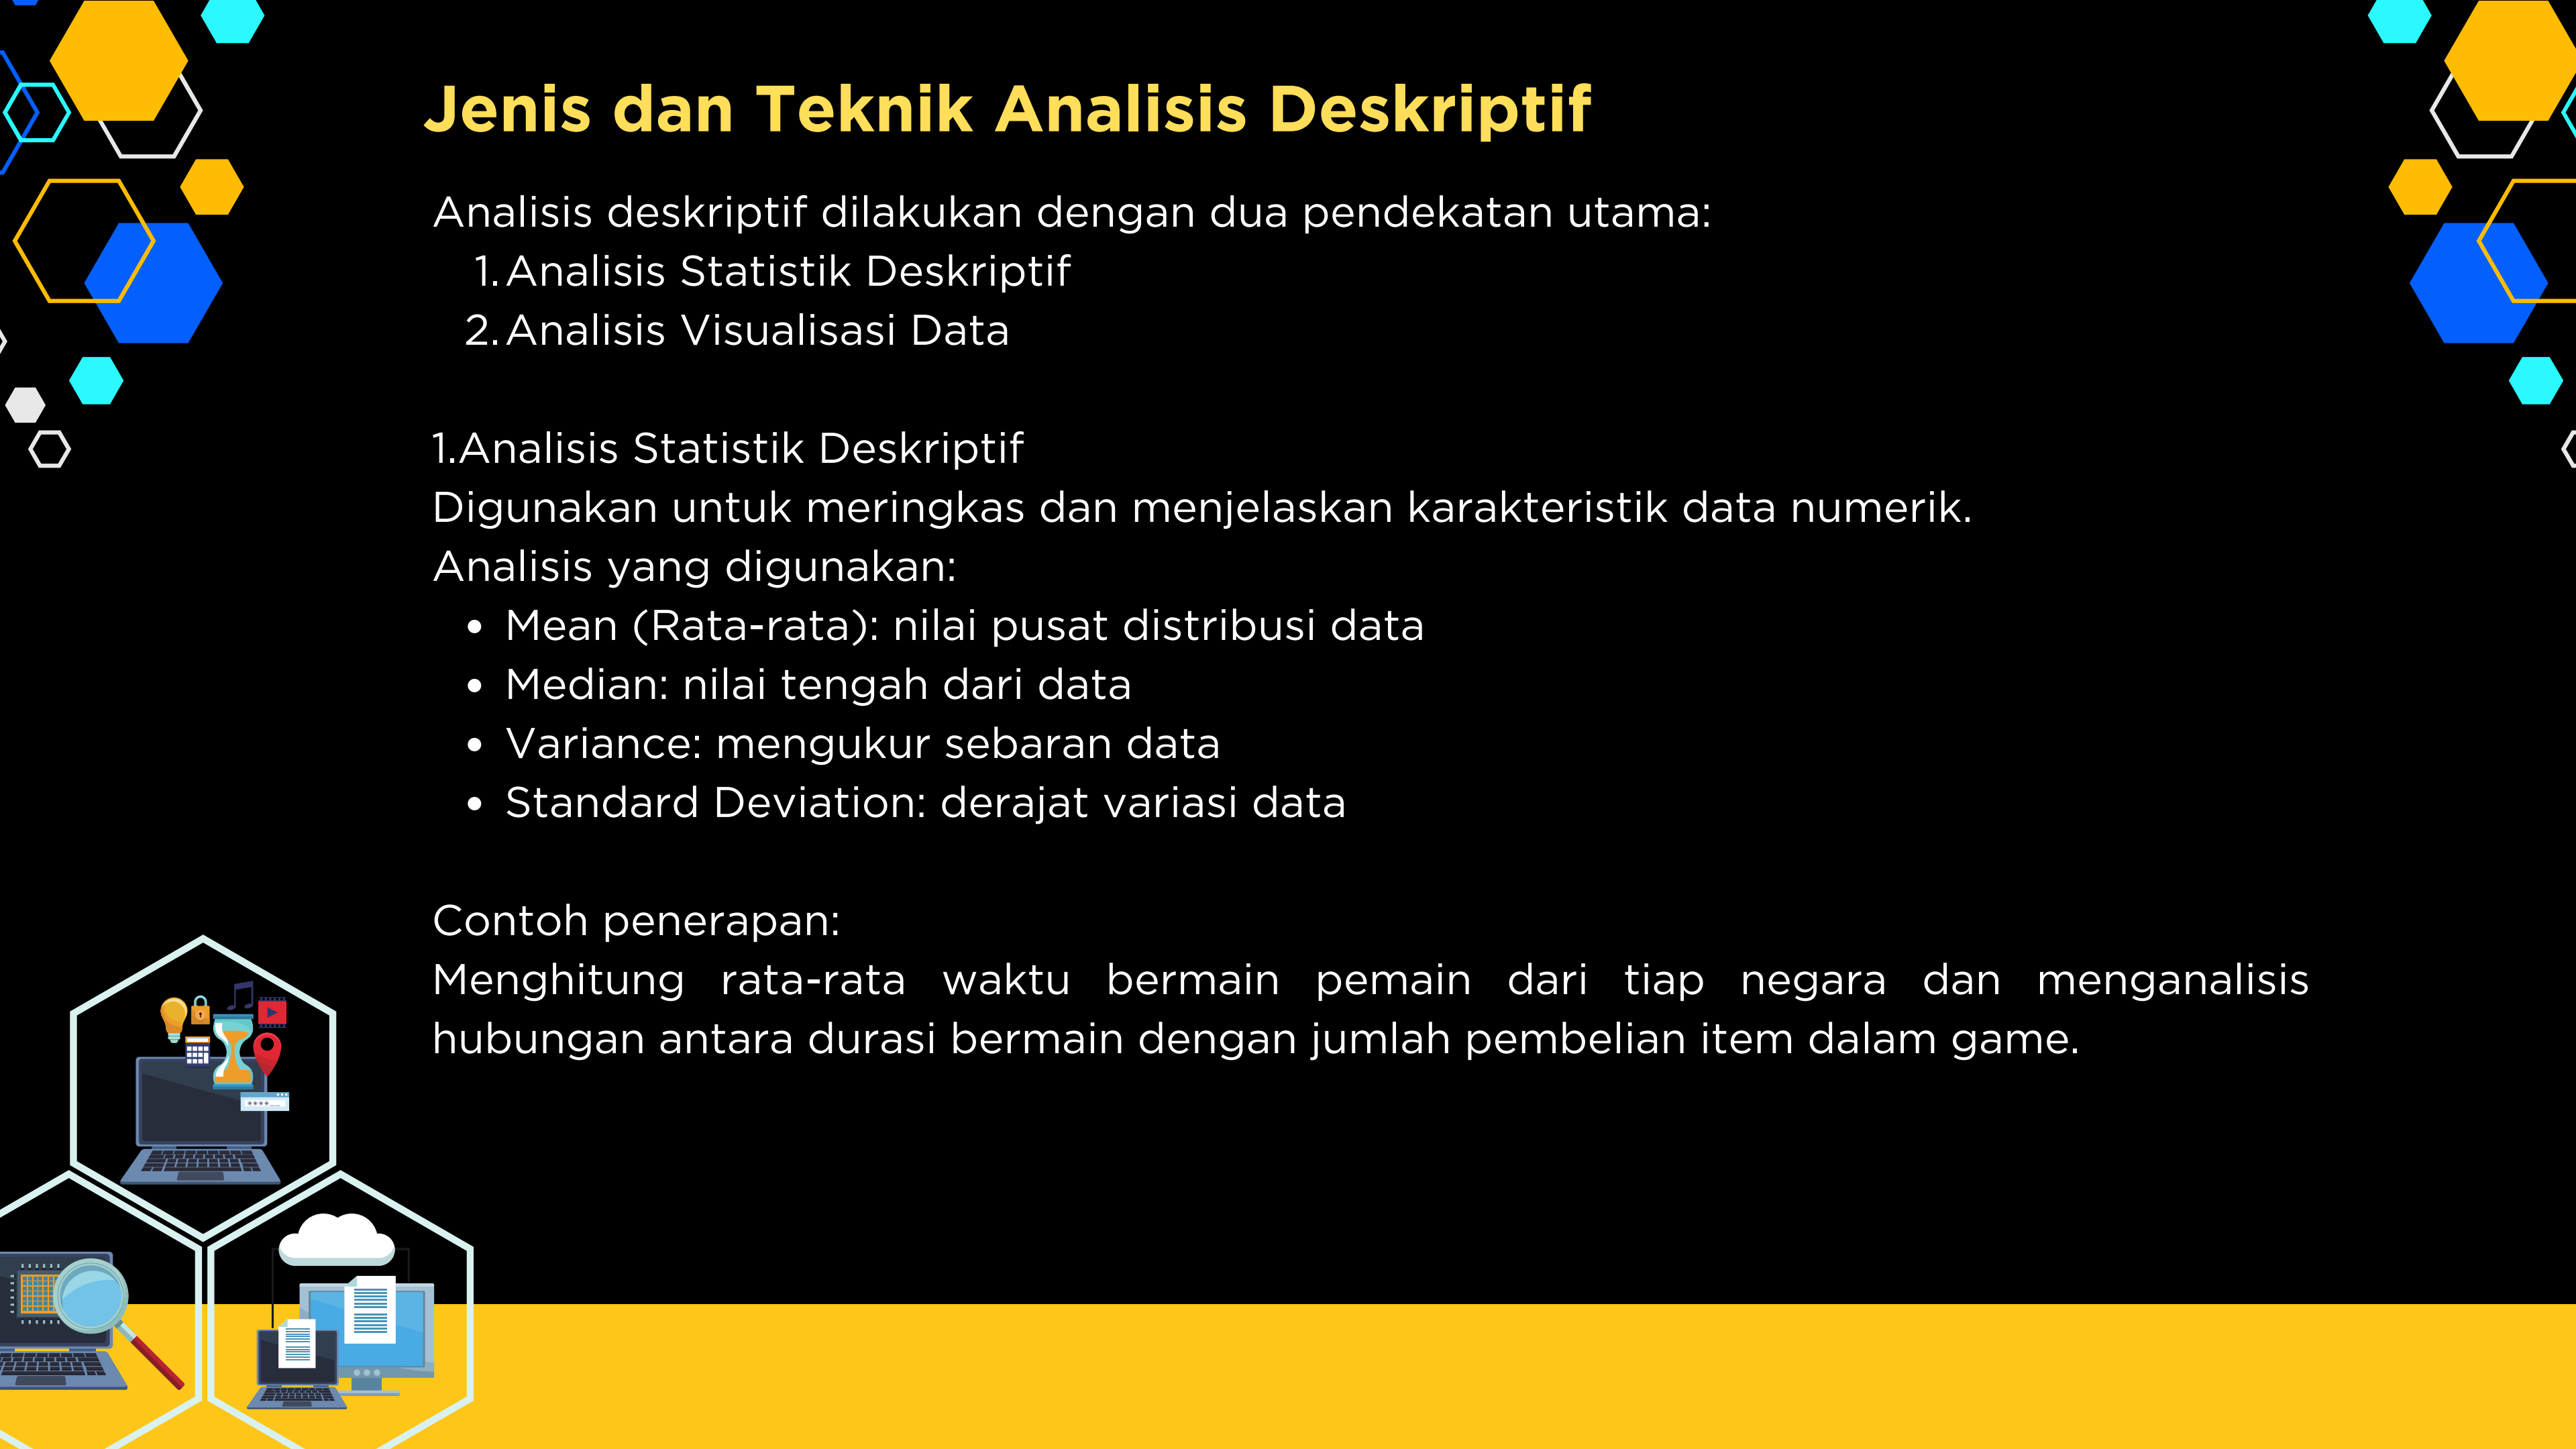 Jenis dan Teknik Analisis Deskriptif
Analisis deskriptif dilakukan dengan dua pendekatan utama:
1. Analisis Statistik Deskriptif
2. Analisis Visualisasi Data
1.Analisis Statistik Deskriptif
Digunakan untuk meringkas dan menjelaskan karakteristik data numerik.
Analisis yang digunakan:
• Mean (Rata-rata): nilai pusat distribusi data
• Median: nilai tengah dari data
• Variance: mengukur sebaran data
• Standard Deviation: derajat variasi data
Contoh penerapan:
Menghitung rata-rata waktu bermain pemain dari tiap negara dan menganalisis
hubungan antara durasi bermain dengan jumlah pembelian item dalam game.